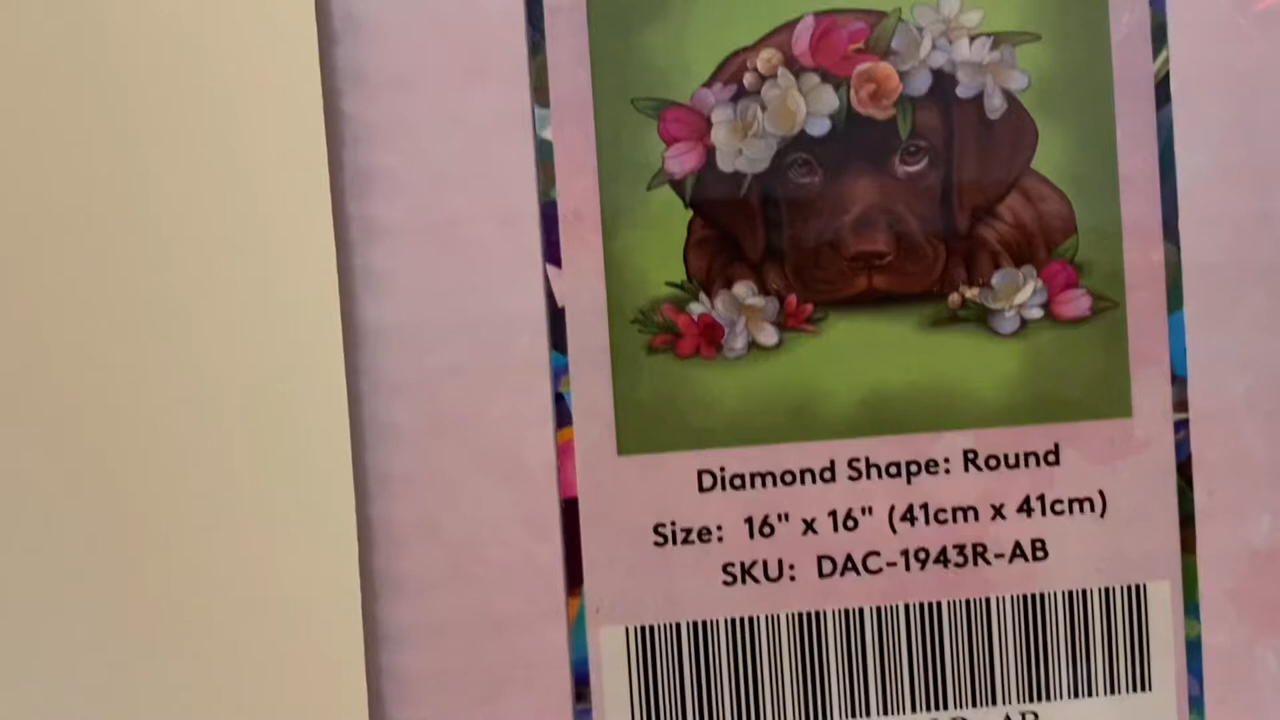 Diamond Shape: Round
Size: 16" x 16" (41cm x 41cm)
SKU: DAC-1943R-AB